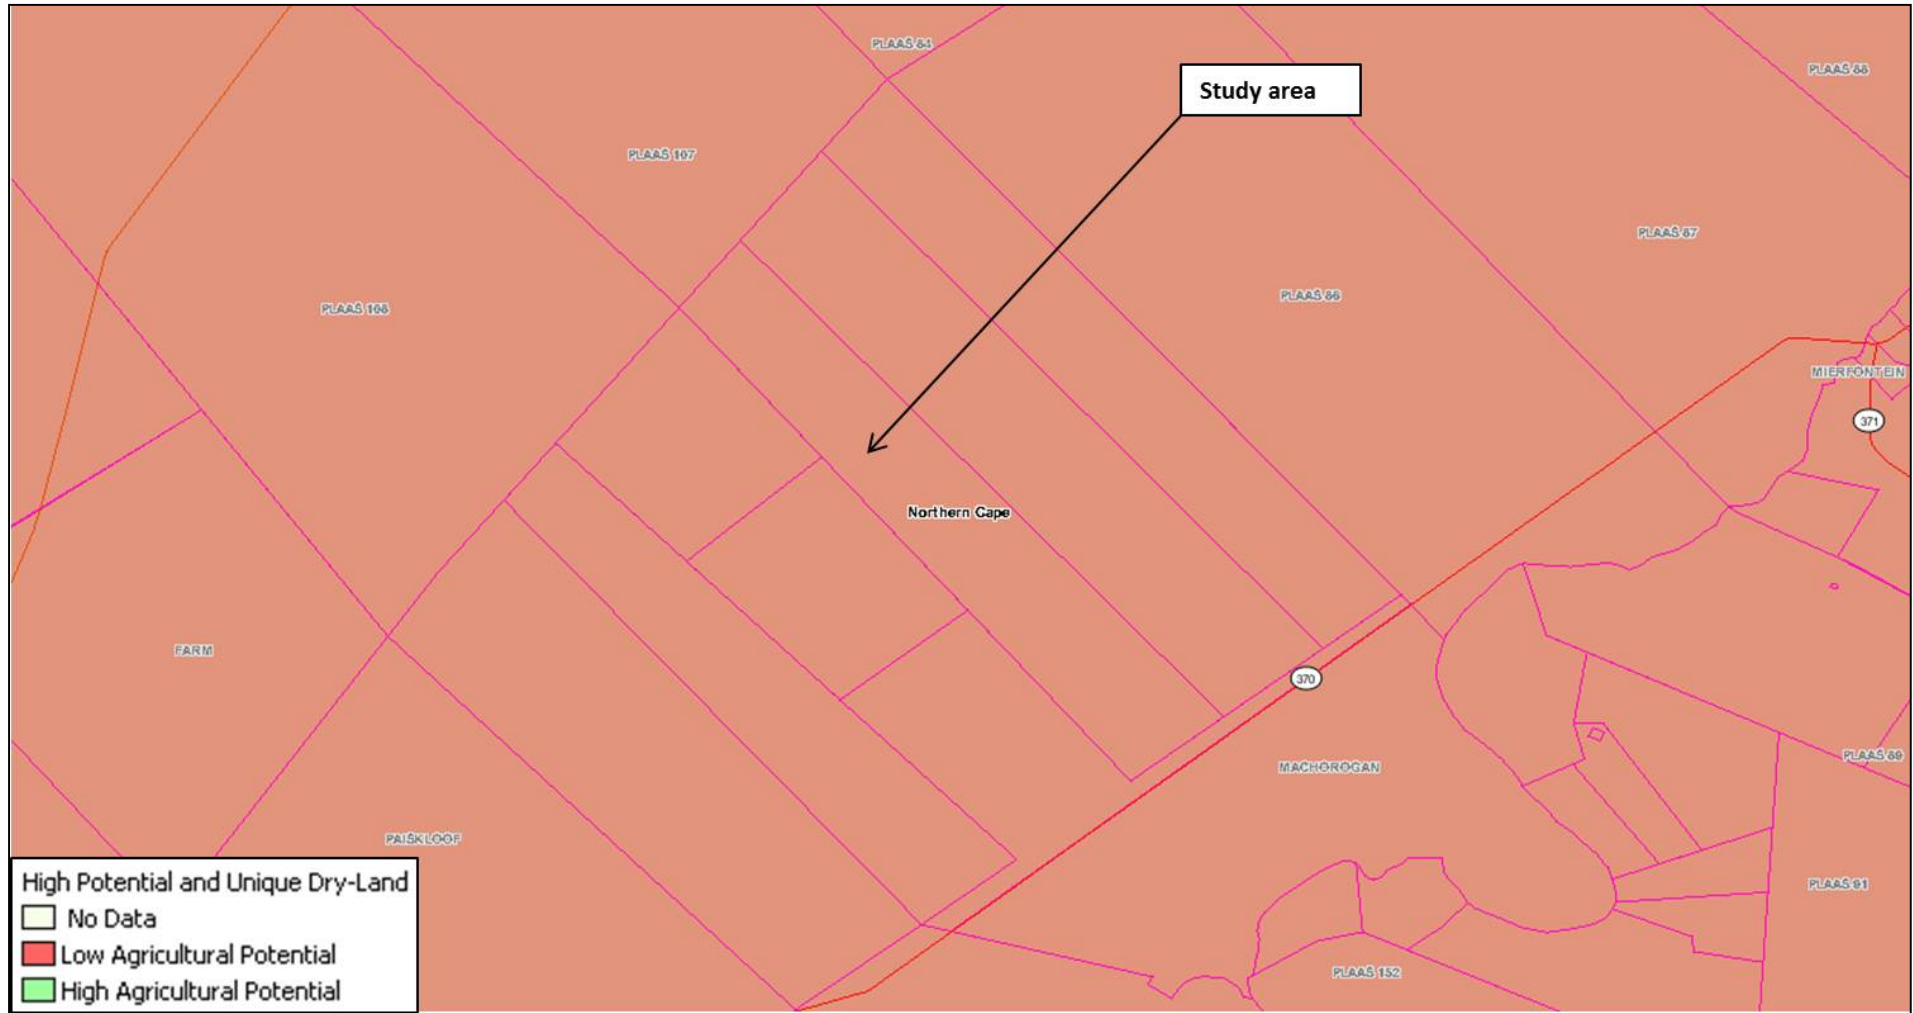 PLAAS 84
PLAAS 88
Study area
PLAAS 107
PLAAS 87
PLAAS 86
PLAAS 108
MIERFONTEIN
371
Northern Cape
FARM
370
MACHOROGAN
PLAAS 89
PAISKLOOF
PLAAS 91
PLAAS 152
High Potential and Unique Dry-Land
No Data
Low Agricultural Potential
High Agricultural Potential